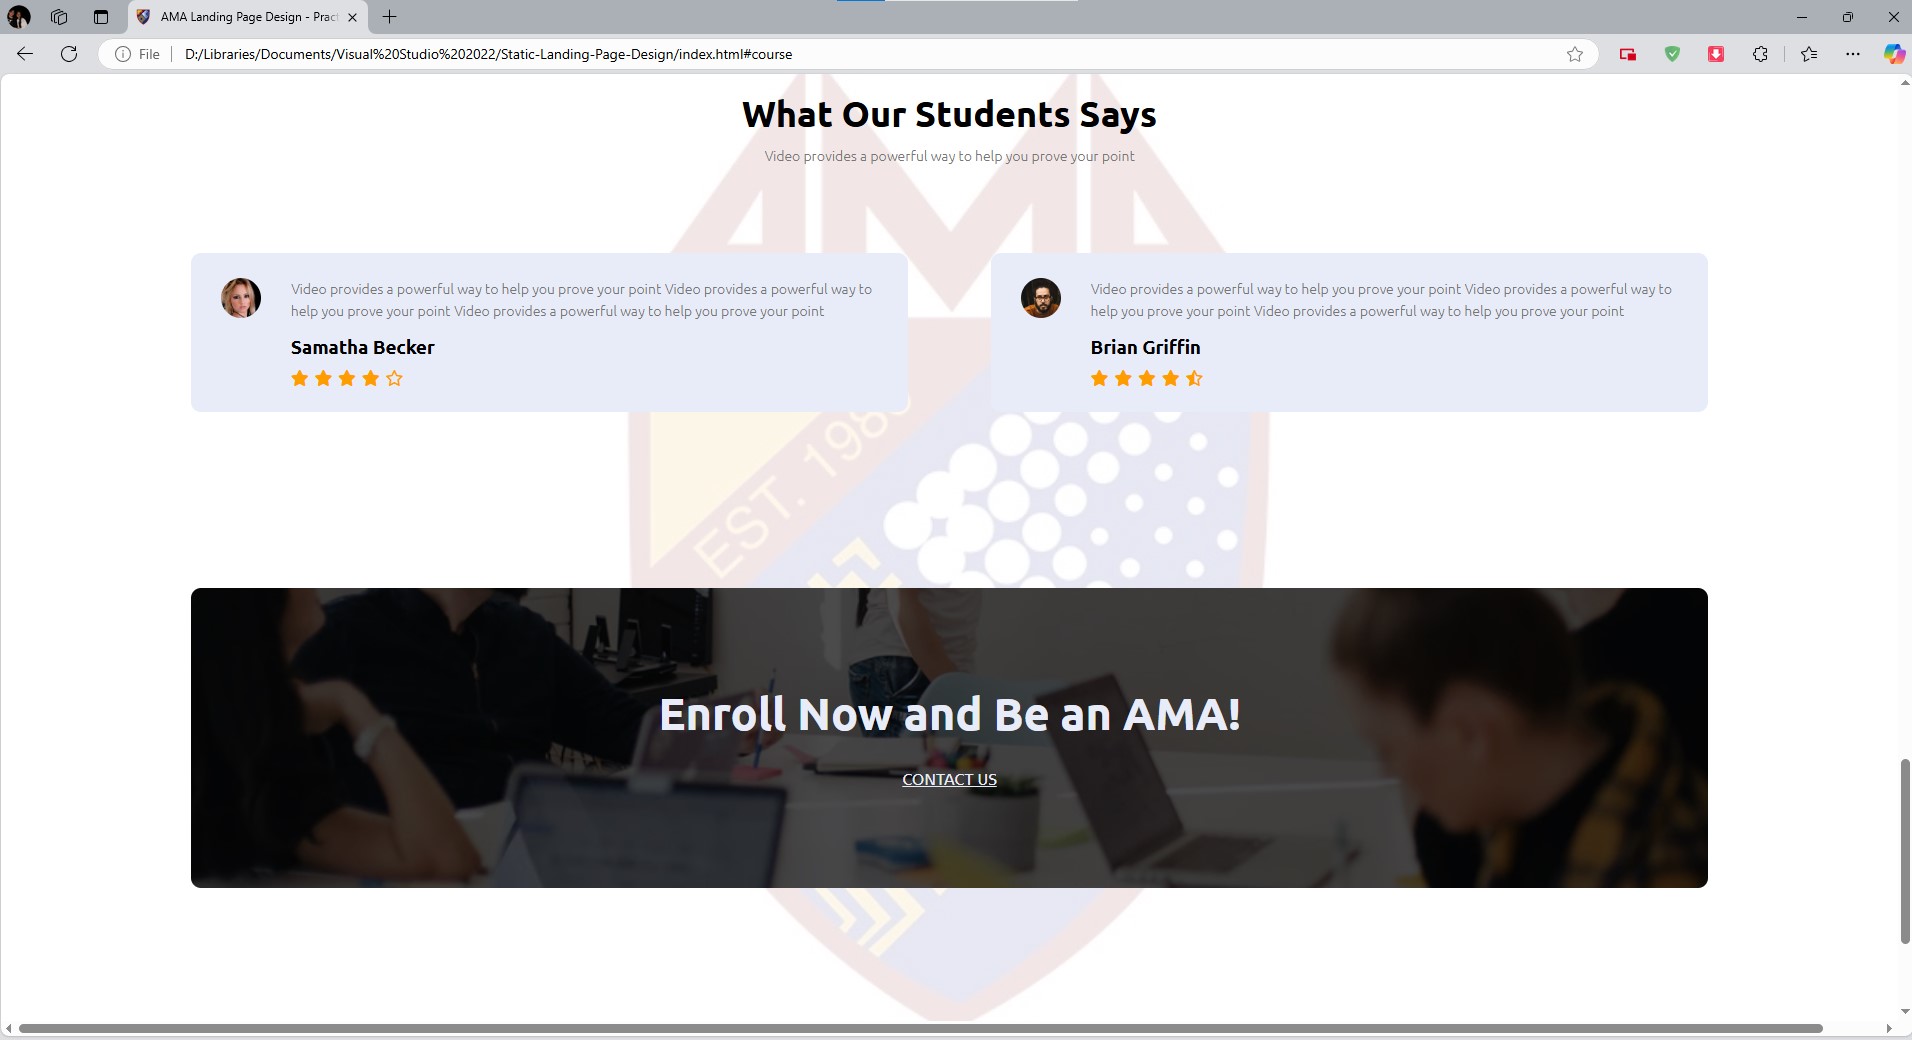 AMA Landing Page Design - Prac
File
D:/Libraries/Documents/Visual%20Studio%202022/Static-Landing-Page-Design/index.html#course
AMA
What Our Students Says
Video provides a powerful way to help you prove your point
Video provides a powerful way to help you prove your point Video provides a powerful way to
help you prove your point Video provides a powerful way to help you prove your point
Samatha Becker
Video provides a powerful way to help you prove your point Video provides a powerful way to
help you prove your point Video provides a powerful way to help you prove your point
Brian Griffin
EST. 198
Enroll Now and Be an AMA!
CONTACT US